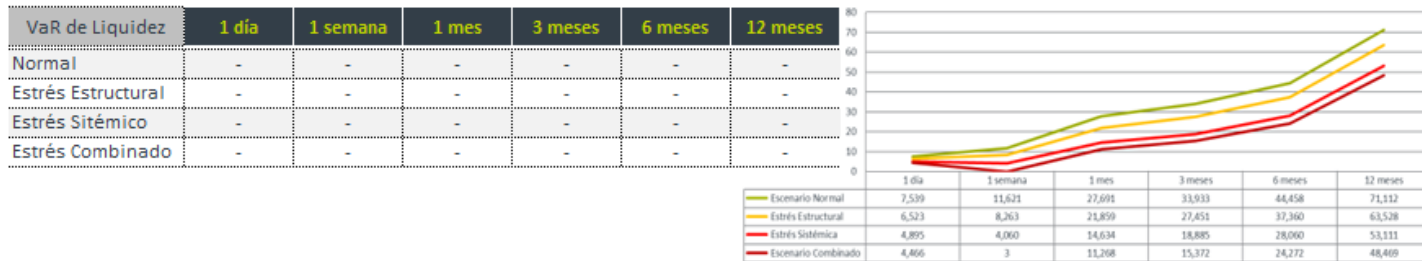 VaR de Liquidez 1 día 1 semana 1 mes 3 meses 6 meses 12 meses
Normal - - - - - -
Estrés Estructural - - - - - -
Estrés Sitémico - - - - - -
Estrés Combinado - - - - - -
80
70
60
50
40
30
20
10
0
1 día 1 semana 1 mes 3 meses 6 meses 12 meses
Escenario Normal 7,539 11,621 27,691 33,933 44,458 71,112
Estrés Estructural 6,523 8,263 21,859 27,451 37,360 63,528
Estrés Sistémica 4,895 4,060 14,634 18,885 28,060 53,111
Escenario Combinado 4,466 3 11,268 15,372 24,272 48,469